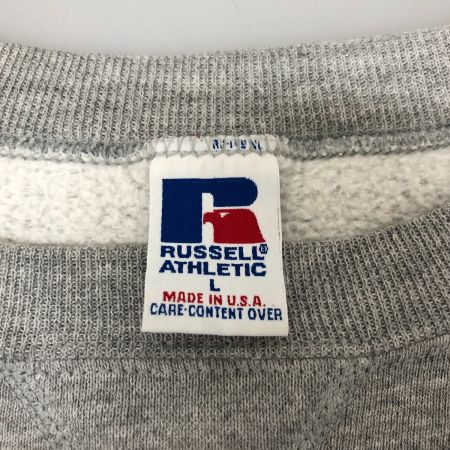 RUSSELL®
ATHLETIC
L
MADE IN U.S.A.
CARE-CONTENT OVER